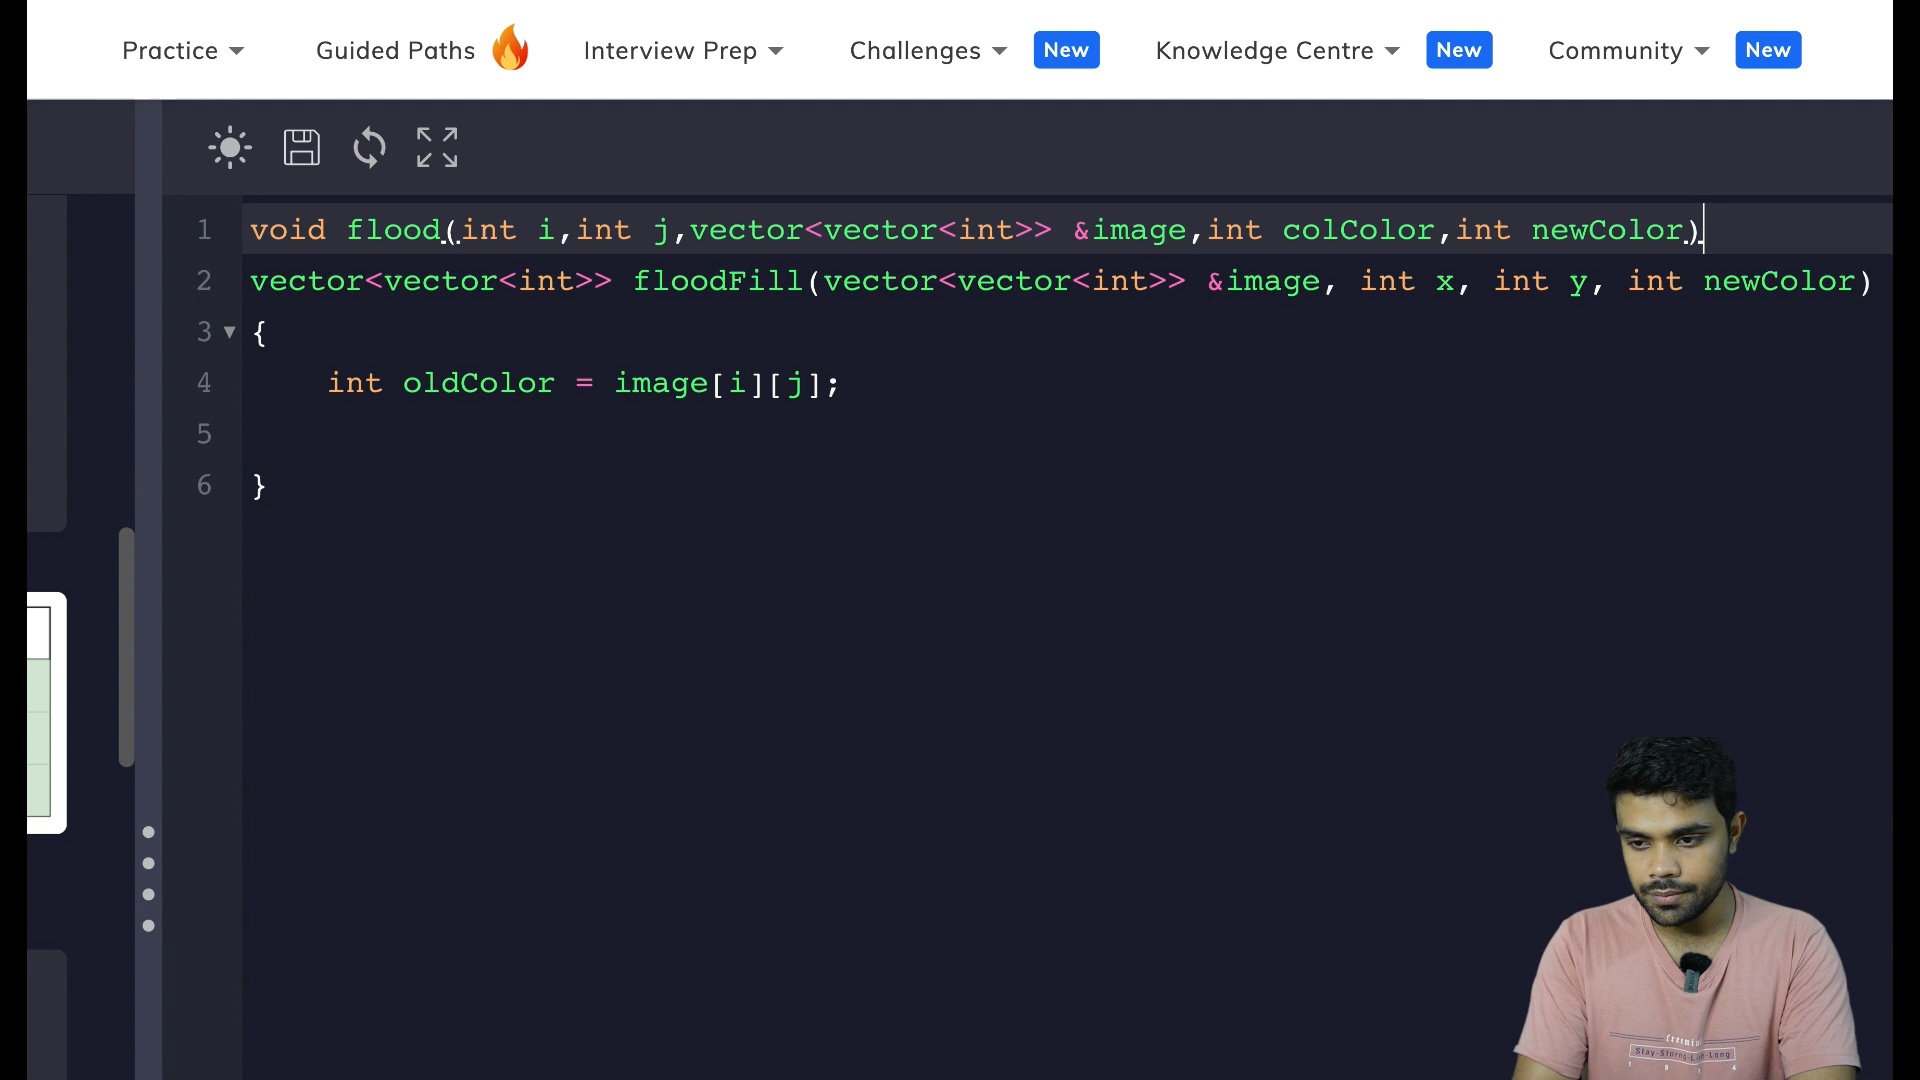 Practice Guided Paths Interview Prep Challenges New Knowledge Centre New Community New
1 void flood(int i,int j,vector<vector<int>> &image,int colColor,int newColor)
2 vector<vector<int>> floodFill(vector<vector<int>> &image, int x, int y, int newColor)
3 {
4 int oldColor = image[i][j];
5
6 }